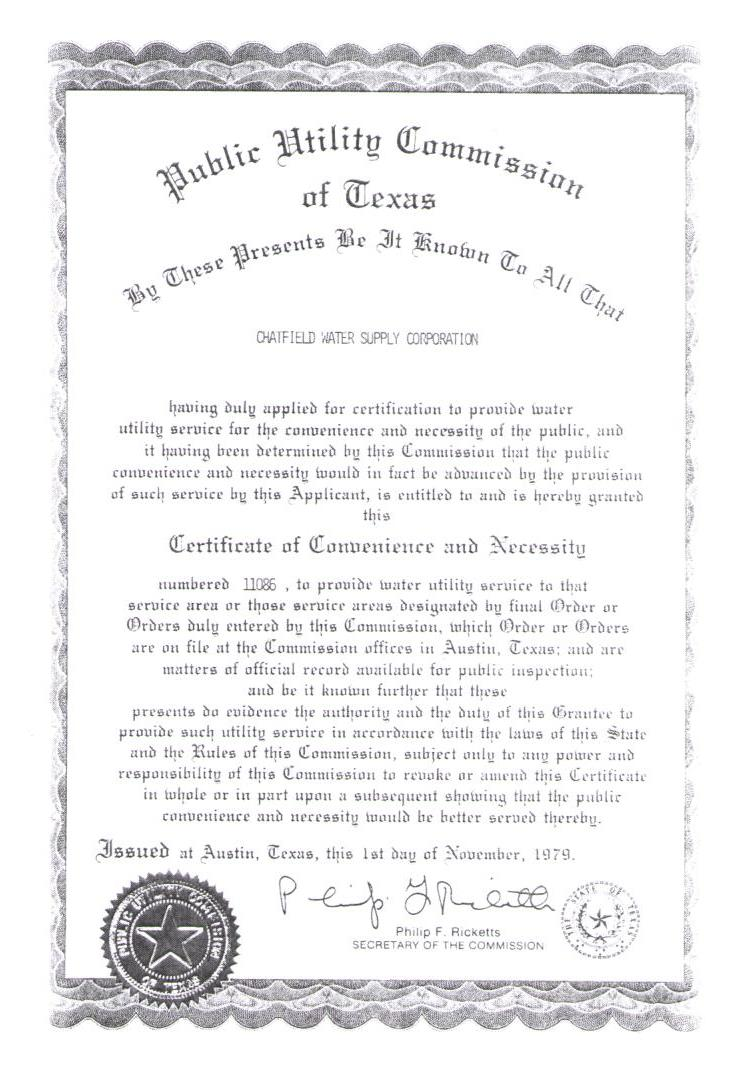 Public Utility Commission
of Texas
By These Presents Be It Known To All That
CHATFIELD WATER SUPPLY CORPORATION
having duly applied for certification to provide water
utility service for the convenience and necessity of the public, and
it having been determined by this Commission that the public
convenience and necessity would in fact be advanced by the provision
of such service by this Applicant, is entitled to and is hereby granted
this
Certificate of Convenience and Necessity
numbered 11086 , to provide water utility service to that
service area or those service areas designated by final Order or
Orders duly entered by this Commission, which Order or Orders
are on file at the Commission offices in Austin, Texas; and are
matters of official record available for public inspection;
and be it known further that these
presents do evidence the authority and the duty of this Grantee to
provide such utility service in accordance with the laws of this State
and the Rules of this Commission, subject only to any power and
responsibility of this Commission to revoke or amend this Certificate
in whole or in part upon a subsequent showing that the public
convenience and necessity would be better served thereby.
Issued at Austin, Texas, this 1st day of November, 1979.
Philip F Ricketts
Philip F. Ricketts
SECRETARY OF THE COMMISSION
PUBLIC UTILITY COMMISSION
OF TEXAS
THE STATE OF TEXAS